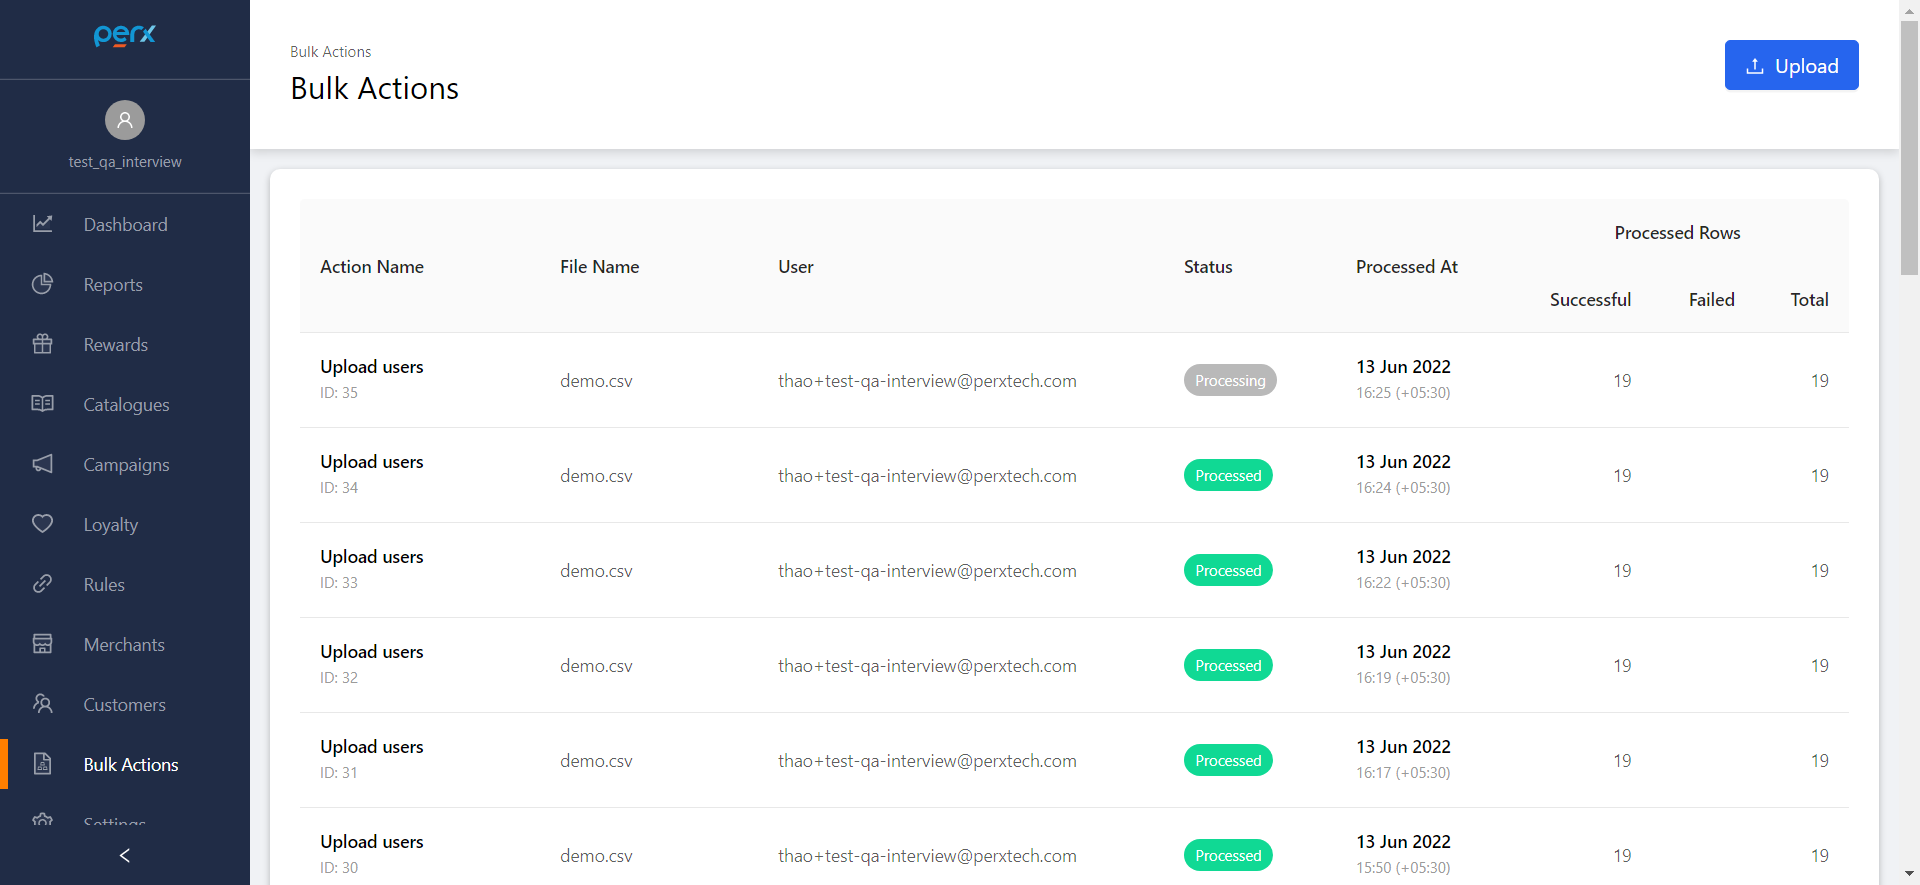 perx
test_qa_interview
Dashboard
Reports
Rewards
Catalogues
Campaigns
Loyalty
Rules
Merchants
Customers
Bulk Actions
Settings
Bulk Actions
Bulk Actions
Upload
Processed Rows
Action Name File Name User Status Processed At
Successful Failed Total
Upload users
ID: 35
demo.csv thao+test-qa-interview@perxtech.com Processing
13 Jun 2022
16:25 (+05:30)
19 19
Upload users
ID: 34
demo.csv thao+test-qa-interview@perxtech.com Processed
13 Jun 2022
16:24 (+05:30)
19 19
Upload users
ID: 33
demo.csv thao+test-qa-interview@perxtech.com Processed
13 Jun 2022
16:22 (+05:30)
19 19
Upload users
ID: 32
demo.csv thao+test-qa-interview@perxtech.com Processed
13 Jun 2022
16:19 (+05:30)
19 19
Upload users
ID: 31
demo.csv thao+test-qa-interview@perxtech.com Processed
13 Jun 2022
16:17 (+05:30)
19 19
Upload users
ID: 30
demo.csv thao+test-qa-interview@perxtech.com Processed
13 Jun 2022
15:50 (+05:30)
19 19